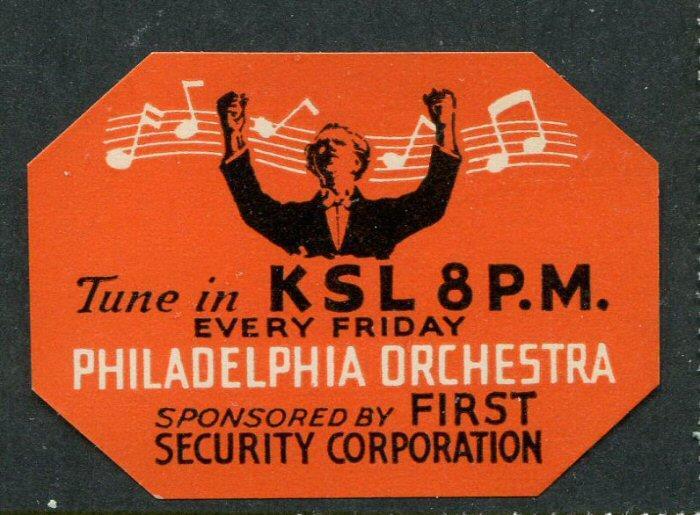 Tune in KSL 8 P.M.
EVERY FRIDAY
PHILADELPHIA ORCHESTRA
SPONSORED BY FIRST
SECURITY CORPORATION